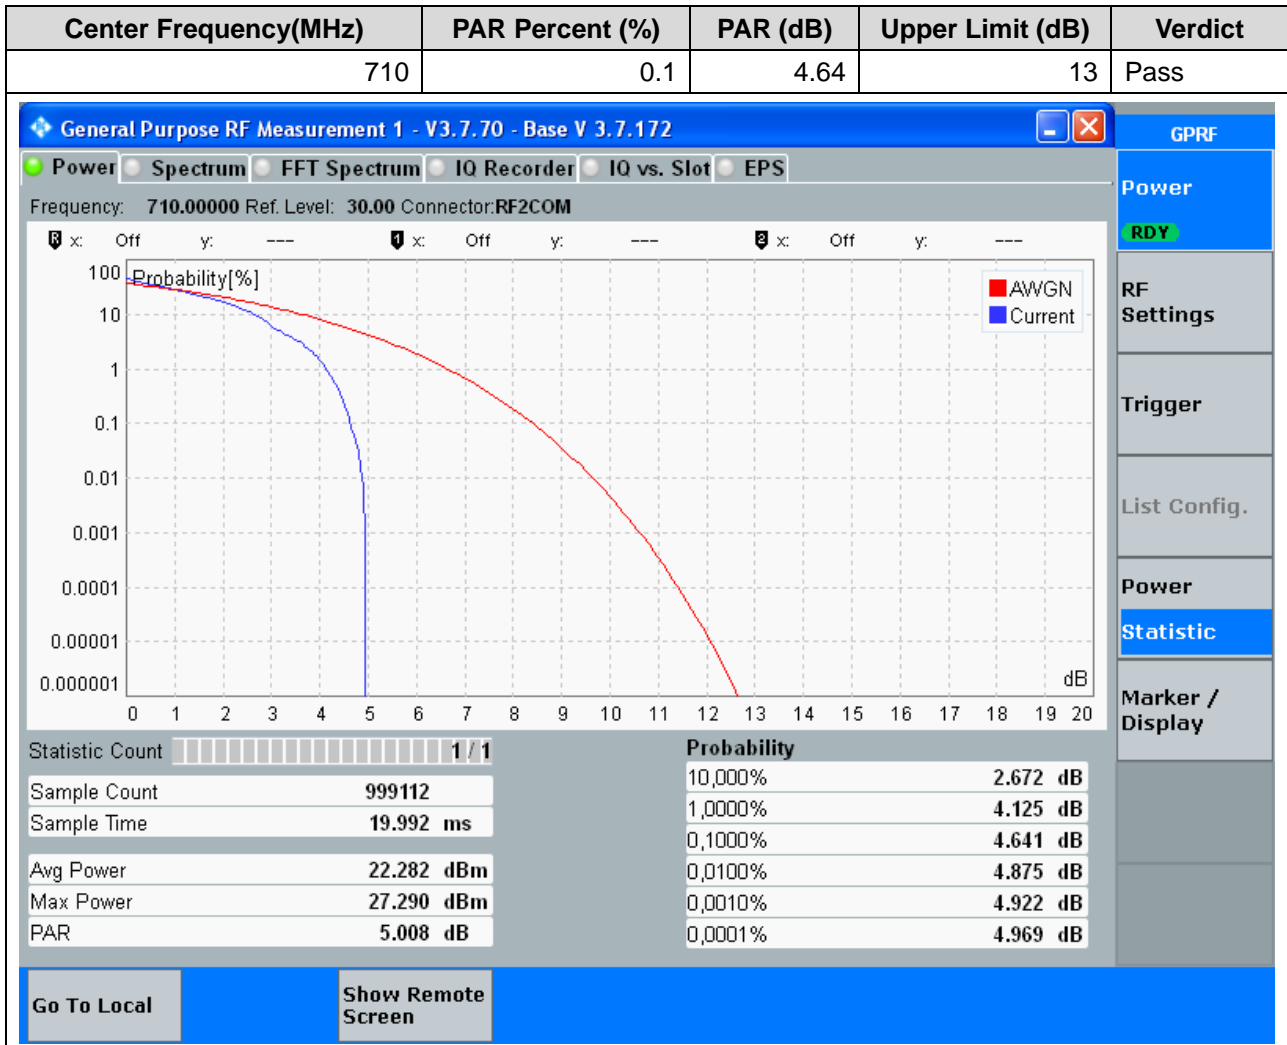 Center Frequency(MHz) PAR Percent (%) PAR (dB) Upper Limit (dB) Verdict
710 0.1 4.64 13 Pass
General Purpose RF Measurement 1 - V3.7.70 - Base V 3.7.172
GPRF
Power Spectrum FFT Spectrum IQ Recorder IQ vs. Slot EPS
Power
RDY
Frequency: 710.00000 Ref. Level: 30.00 Connector:RF2COM
R x: Off y: --- 1 x: Off y: --- 2 x: Off y: ---
Probability[%]
100
10
1
0.1
0.01
0.001
0.0001
0.00001
0.000001
AWGN
Current
dB
0 1 2 3 4 5 6 7 8 9 10 11 12 13 14 15 16 17 18 19 20
RF
Settings
Trigger
List Config.
Power
Statistic
Marker /
Display
Statistic Count 1 / 1
Sample Count 999112
Sample Time 19.992 ms
Avg Power 22.282 dBm
Max Power 27.290 dBm
PAR 5.008 dB
Probability
10,000% 2.672 dB
1,0000% 4.125 dB
0,1000% 4.641 dB
0,0100% 4.875 dB
0,0010% 4.922 dB
0,0001% 4.969 dB
Go To Local
Show Remote
Screen